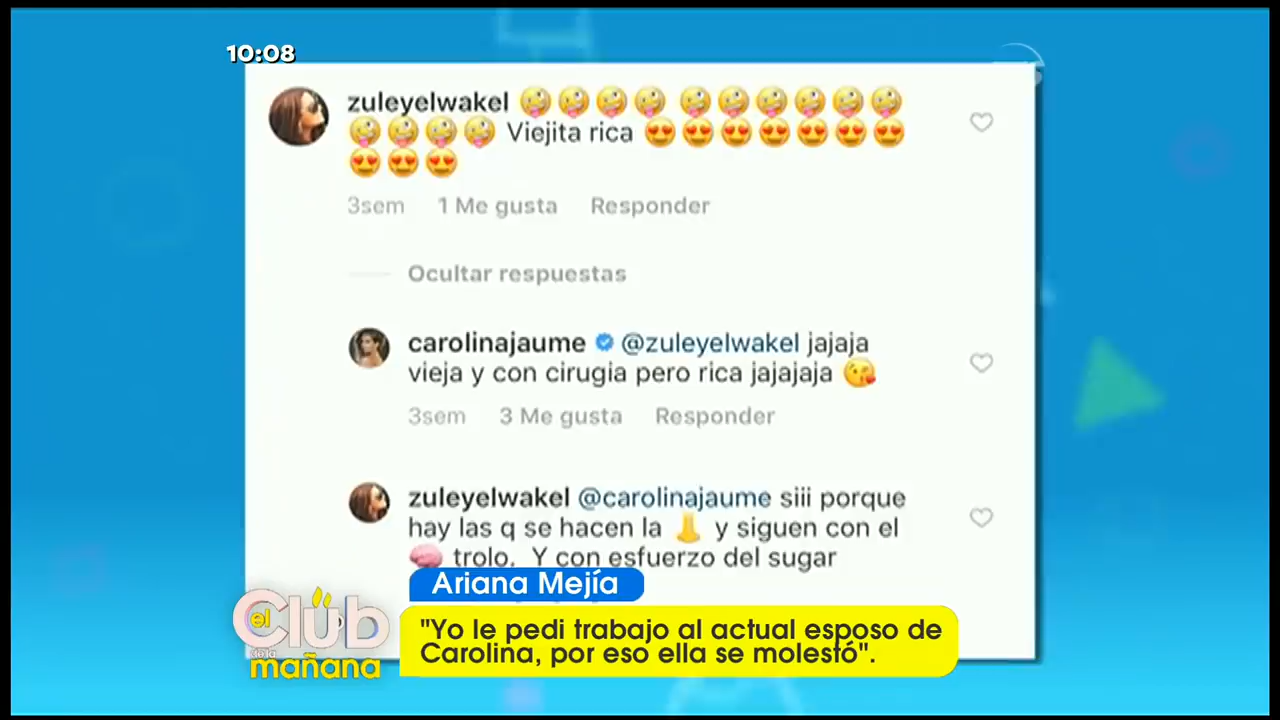 10:08
zuleyelwakel 🤪🤪🤪🤪 🤪🤪🤪🤪🤪🤪
🤪🤪🤪🤪 Viejita rica 😍😍😍😍😍😍😍
😍😍😍
3sem 1 Me gusta Responder
Ocultar respuestas
carolinajaume @zuleyelwakel jajaja
vieja y con cirugia pero rica jajajaja 😘
3sem 3 Me gusta Responder
zuleyelwakel @carolinajaume siii porque
hay las q se hacen la 👃 y siguen con el
🧠 trolo. Y con esfuerzo del sugar
Ariana Mejía
"Yo le pedi trabajo al actual esposo de
Carolina, por eso ella se molestó".
el Club
de la
mañana